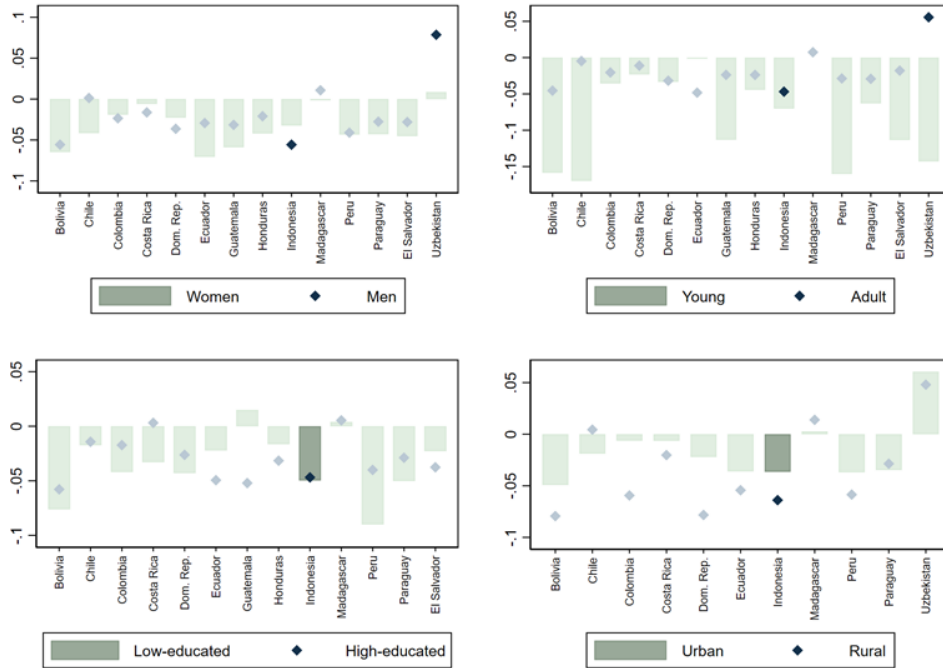 .1
.05
0
-.05
-.1
Bolivia
Chile
Colombia
Costa Rica
Dom. Rep.
Ecuador
Guatemala
Honduras
Indonesia
Madagascar
Peru
Paraguay
El Salvador
Uzbekistan
Women Men
.05
0
-.05
-.1
-.15
Bolivia
Chile
Colombia
Costa Rica
Dom. Rep.
Ecuador
Guatemala
Honduras
Indonesia
Madagascar
Peru
Paraguay
El Salvador
Uzbekistan
Young Adult
.05
0
-.05
-.1
Bolivia
Chile
Colombia
Costa Rica
Dom. Rep.
Ecuador
Guatemala
Honduras
Indonesia
Madagascar
Peru
Paraguay
El Salvador
Low-educated High-educated
.05
0
-.05
-.1
Bolivia
Chile
Colombia
Costa Rica
Dom. Rep.
Ecuador
Indonesia
Madagascar
Peru
Paraguay
Uzbekistan
Urban Rural